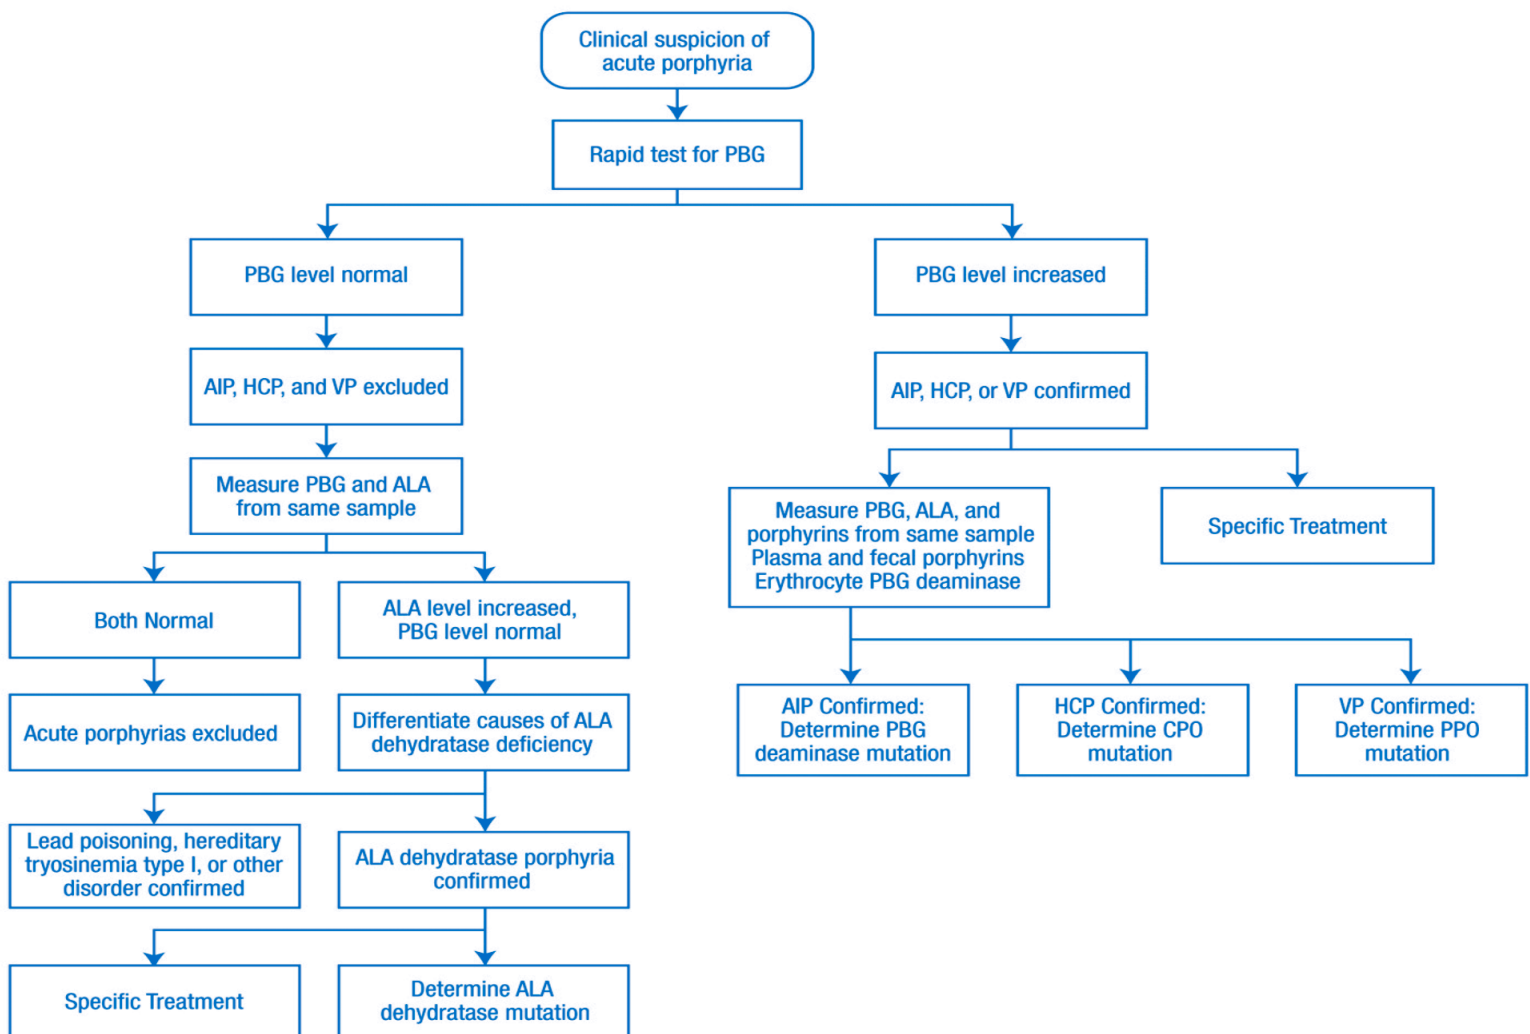 Clinical suspicion of
acute porphyria
Rapid test for PBG
PBG level normal
PBG level increased
AIP, HCP, and VP excluded
AIP, HCP, or VP confirmed
Measure PBG and ALA
from same sample
Measure PBG, ALA, and
porphyrins from same sample
Plasma and fecal porphyrins
Erythrocyte PBG deaminase
Specific Treatment
Both Normal
ALA level increased,
PBG level normal
Acute porphyrias excluded
Differentiate causes of ALA
dehydratase deficiency
AIP Confirmed:
Determine PBG
deaminase mutation
HCP Confirmed:
Determine CPO
mutation
VP Confirmed:
Determine PPO
mutation
Lead poisoning, hereditary
tryosinemia type I, or other
disorder confirmed
ALA dehydratase porphyria
confirmed
Specific Treatment
Determine ALA
dehydratase mutation